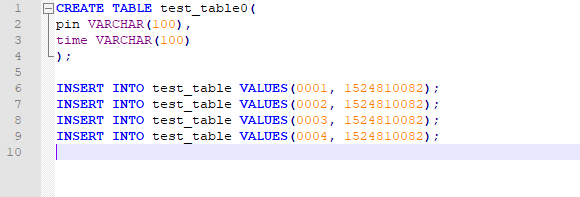 1 CREATE TABLE test_table0(
2 pin VARCHAR(100),
3 time VARCHAR(100)
4 );
5
6 INSERT INTO test_table VALUES(0001, 1524810082);
7 INSERT INTO test_table VALUES(0002, 1524810082);
8 INSERT INTO test_table VALUES(0003, 1524810082);
9 INSERT INTO test_table VALUES(0004, 1524810082);
10